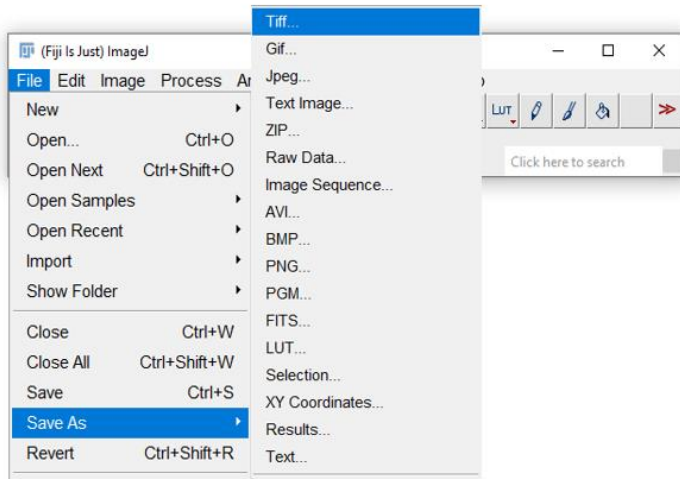 (Fiji Is Just) ImageJ
File Edit Image Process
LUT
Click here to search
New
Open... Ctrl+O
Open Next Ctrl+Shift+O
Open Samples
Open Recent
Import
Show Folder
Close Ctrl+W
Close All Ctrl+Shift+W
Save Ctrl+S
Save As
Revert Ctrl+Shift+R
Tiff...
Gif...
Jpeg...
Text Image...
ZIP...
Raw Data...
Image Sequence...
AVI...
BMP...
PNG...
PGM...
FITS...
LUT...
Selection...
XY Coordinates...
Results...
Text...